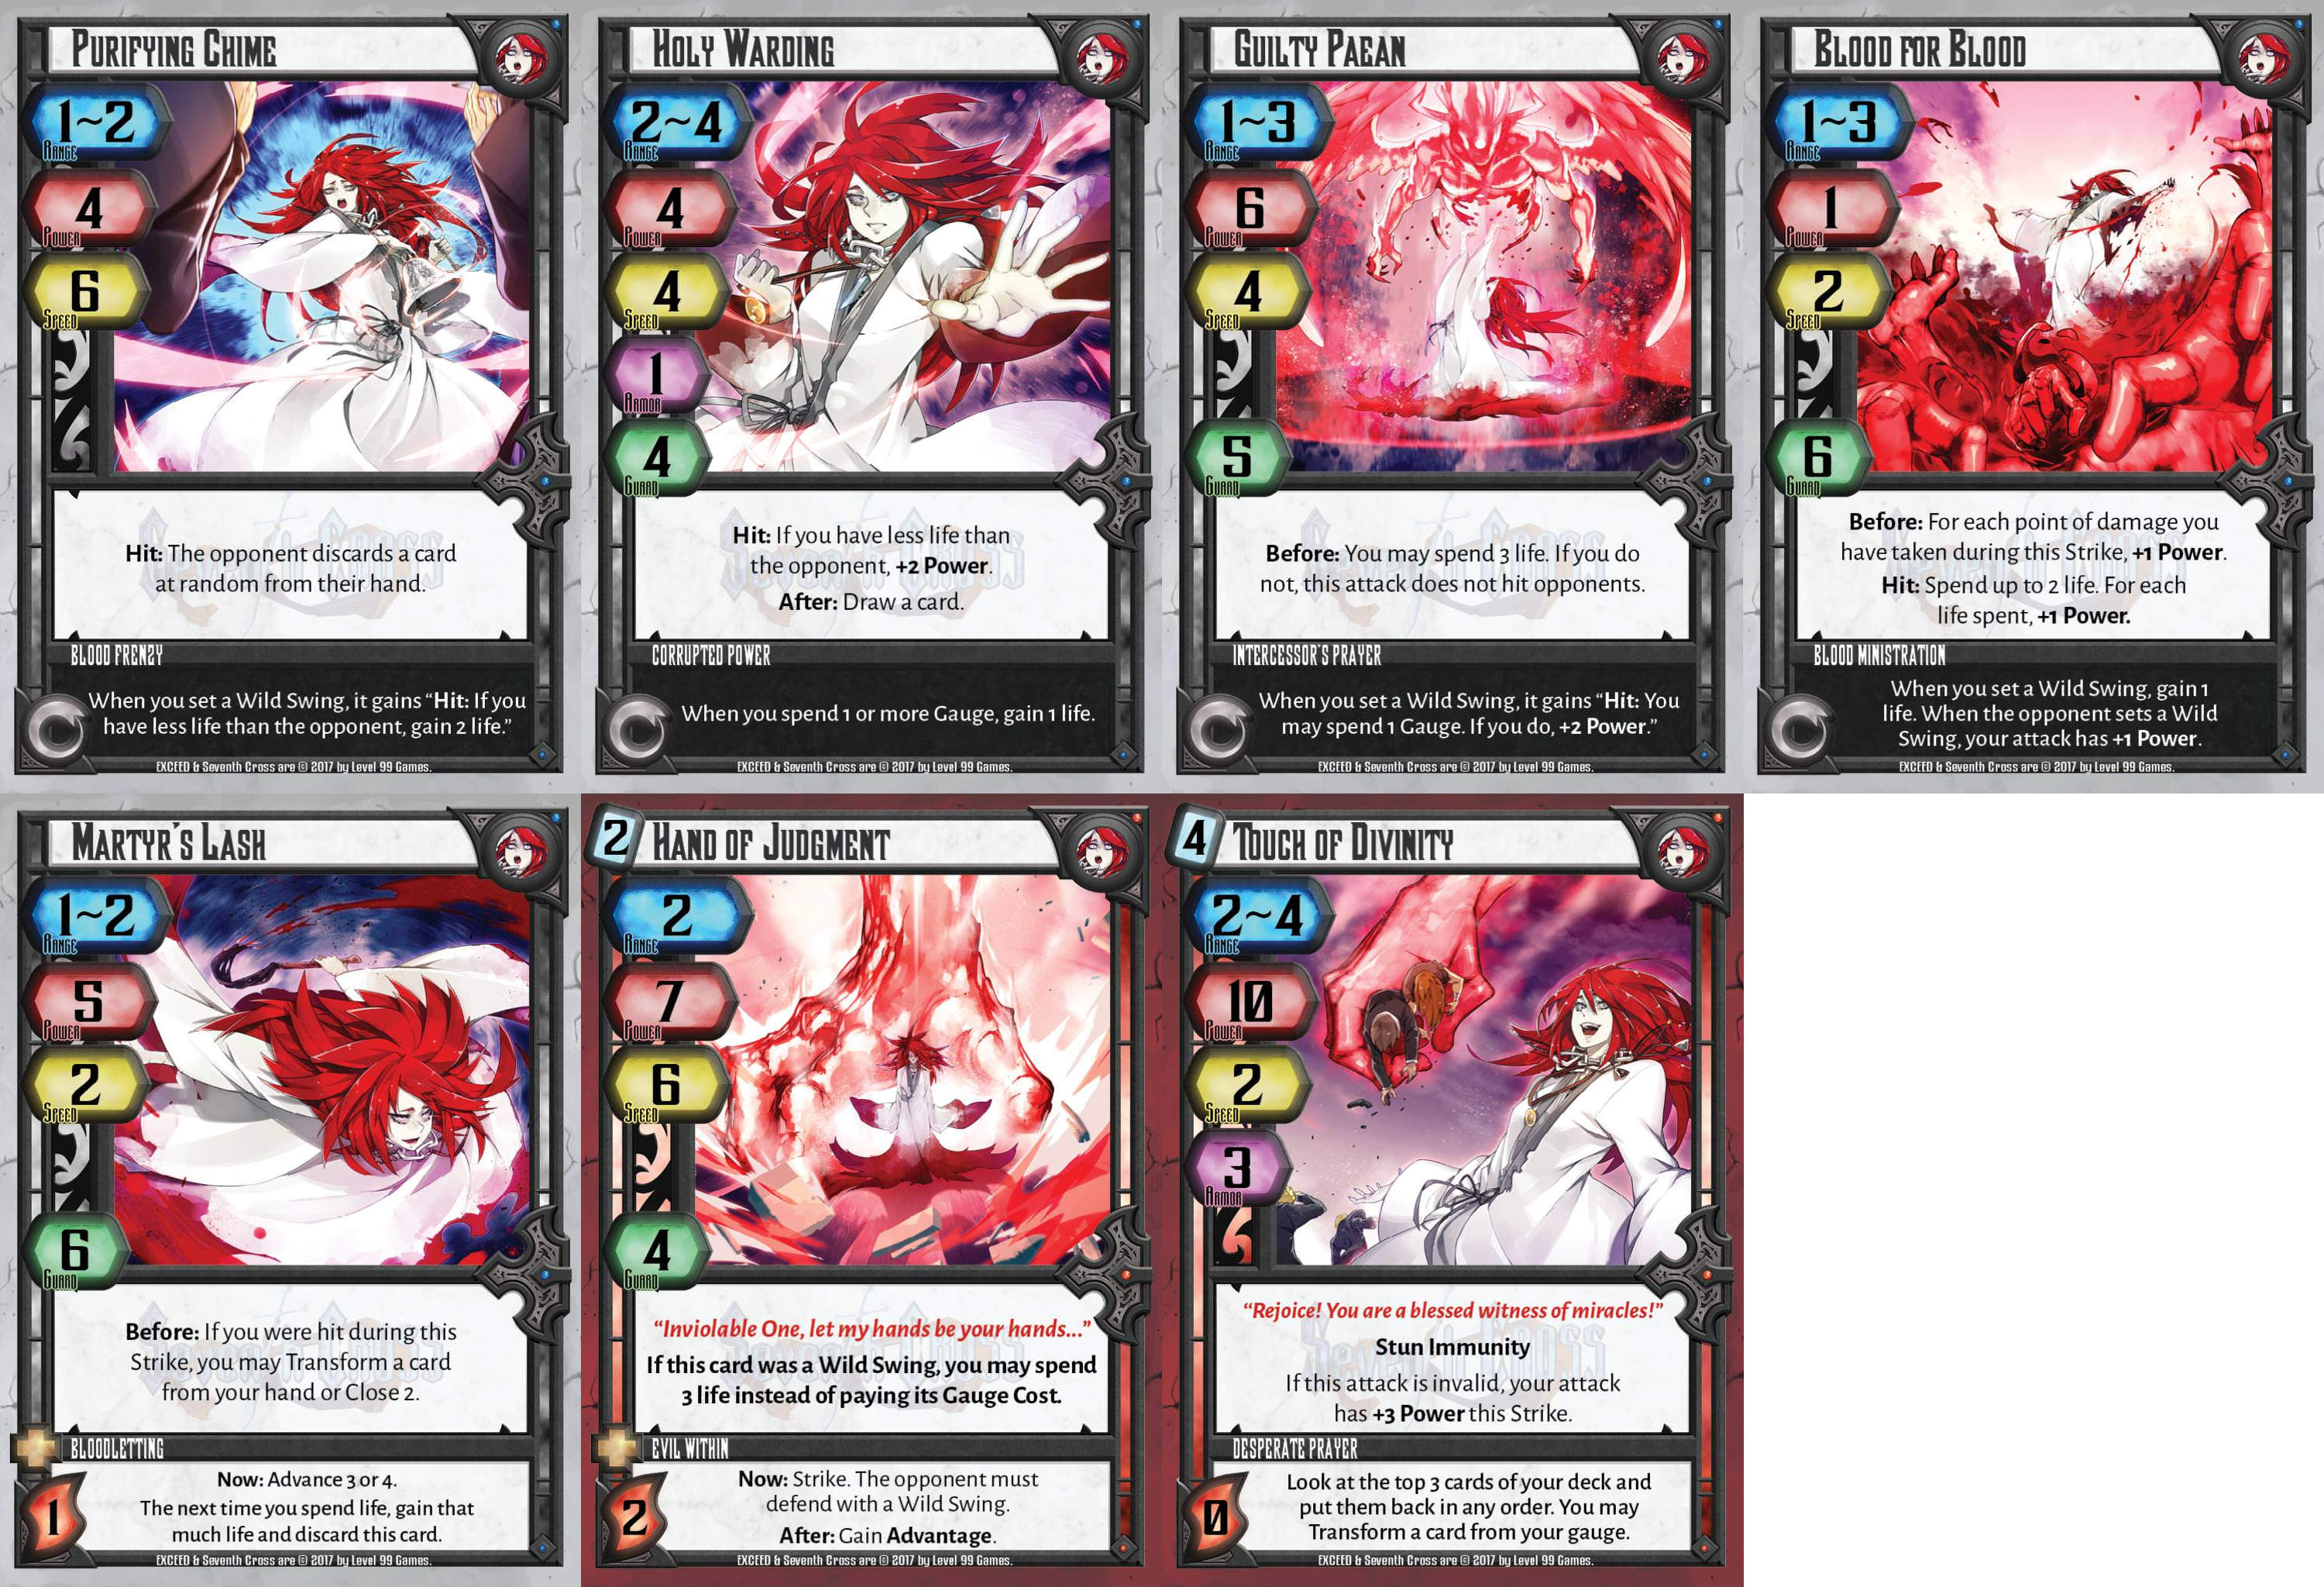 PURIFYING CHIME
1~2
RANGE
4
POWER
6
SPEED
Hit: The opponent discards a card
at random from their hand.
BLOOD FRENZY
When you set a Wild Swing, it gains “Hit: If you
have less life than the opponent, gain 2 life.”
EXCEED & Seventh Cross are © 2017 by Level 99 Games.
HOLY WARDING
2~4
RANGE
4
POWER
4
SPEED
1
ARMOR
4
GUARD
Hit: If you have less life than
the opponent, +2 Power.
After: Draw a card.
CORRUPTED POWER
When you spend 1 or more Gauge, gain 1 life.
EXCEED & Seventh Cross are © 2017 by Level 99 Games.
GUILTY PAEAN
1~3
RANGE
6
POWER
4
SPEED
5
GUARD
Before: You may spend 3 life. If you do
not, this attack does not hit opponents.
INTERCESSOR'S PRAYER
When you set a Wild Swing, it gains “Hit: You
may spend 1 Gauge. If you do, +2 Power.”
EXCEED & Seventh Cross are © 2017 by Level 99 Games.
BLOOD FOR BLOOD
1~3
RANGE
1
POWER
2
SPEED
6
GUARD
Before: For each point of damage you
have taken during this Strike, +1 Power.
Hit: Spend up to 2 life. For each
life spent, +1 Power.
BLOOD MINISTRATION
When you set a Wild Swing, gain 1
life. When the opponent sets a Wild
Swing, your attack has +1 Power.
EXCEED & Seventh Cross are © 2017 by Level 99 Games.
MARTYR'S LASH
1~2
RANGE
5
POWER
2
SPEED
6
GUARD
Before: If you were hit during this
Strike, you may Transform a card
from your hand or Close 2.
BLOODLETTING
1
Now: Advance 3 or 4.
The next time you spend life, gain that
much life and discard this card.
EXCEED & Seventh Cross are © 2017 by Level 99 Games.
2
HAND OF JUDGMENT
2
RANGE
7
POWER
6
SPEED
4
GUARD
“Inviolable One, let my hands be your hands...”
If this card was a Wild Swing, you may spend
3 life instead of paying its Gauge Cost.
EVIL WITHIN
2
Now: Strike. The opponent must
defend with a Wild Swing.
After: Gain Advantage.
EXCEED & Seventh Cross are © 2017 by Level 99 Games.
4
TOUCH OF DIVINITY
2~4
RANGE
10
POWER
2
SPEED
3
ARMOR
“Rejoice! You are a blessed witness of miracles!”
Stun Immunity
If this attack is invalid, your attack
has +3 Power this Strike.
DESPERATE PRAYER
0
Look at the top 3 cards of your deck and
put them back in any order. You may
Transform a card from your gauge.
EXCEED & Seventh Cross are © 2017 by Level 99 Games.